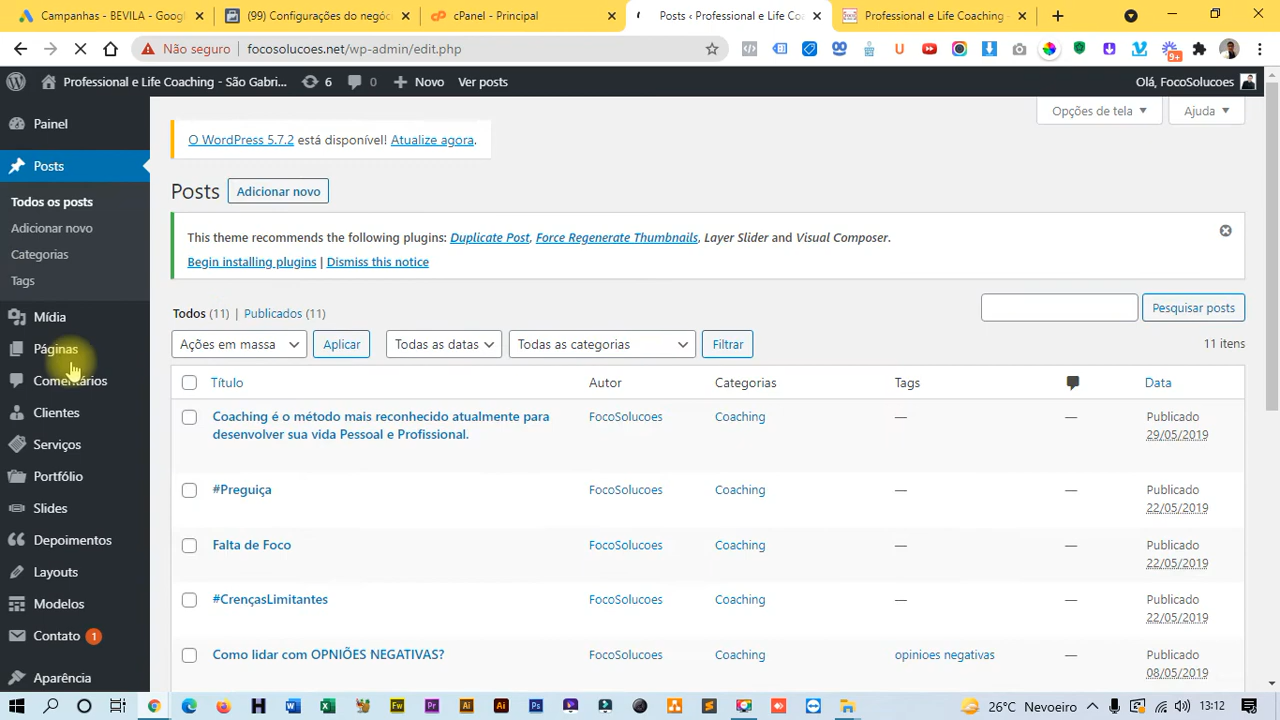 Campanhas - BEVILA - Googl
(99) Configurações do negóc
cPanel - Principal
Posts ‹ Professional e Life Co
Professional e Life Coaching -
Não seguro
focosolucoes.net/wp-admin/edit.php
9+
Professional e Life Coaching - São Gabri...
6
0
Novo
Ver posts
Olá, FocoSolucoes
Painel
Posts
Todos os posts
Adicionar novo
Categorias
Tags
Mídia
Páginas
Comentários
Clientes
Serviços
Portfólio
Slides
Depoimentos
Layouts
Modelos
Contato 1
Aparência
Opções de tela
Ajuda
O WordPress 5.7.2 está disponível! Atualize agora.
Posts
Adicionar novo
This theme recommends the following plugins: Duplicate Post, Force Regenerate Thumbnails, Layer Slider and Visual Composer.
Begin installing plugins | Dismiss this notice
Todos (11) | Publicados (11)
Pesquisar posts
Ações em massa
Aplicar
Todas as datas
Todas as categorias
Filtrar
11 itens
Título Autor Categorias Tags Data
Coaching é o método mais reconhecido atualmente para desenvolver sua vida Pessoal e Profissional. FocoSolucoes Coaching — — Publicado 29/05/2019
#Preguiça FocoSolucoes Coaching — — Publicado 22/05/2019
Falta de Foco FocoSolucoes Coaching — — Publicado 22/05/2019
#CrençasLimitantes FocoSolucoes Coaching — — Publicado 22/05/2019
Como lidar com OPNIÕES NEGATIVAS? FocoSolucoes Coaching opinioes negativas — Publicado 08/05/2019
26°C Nevoeiro
13:12